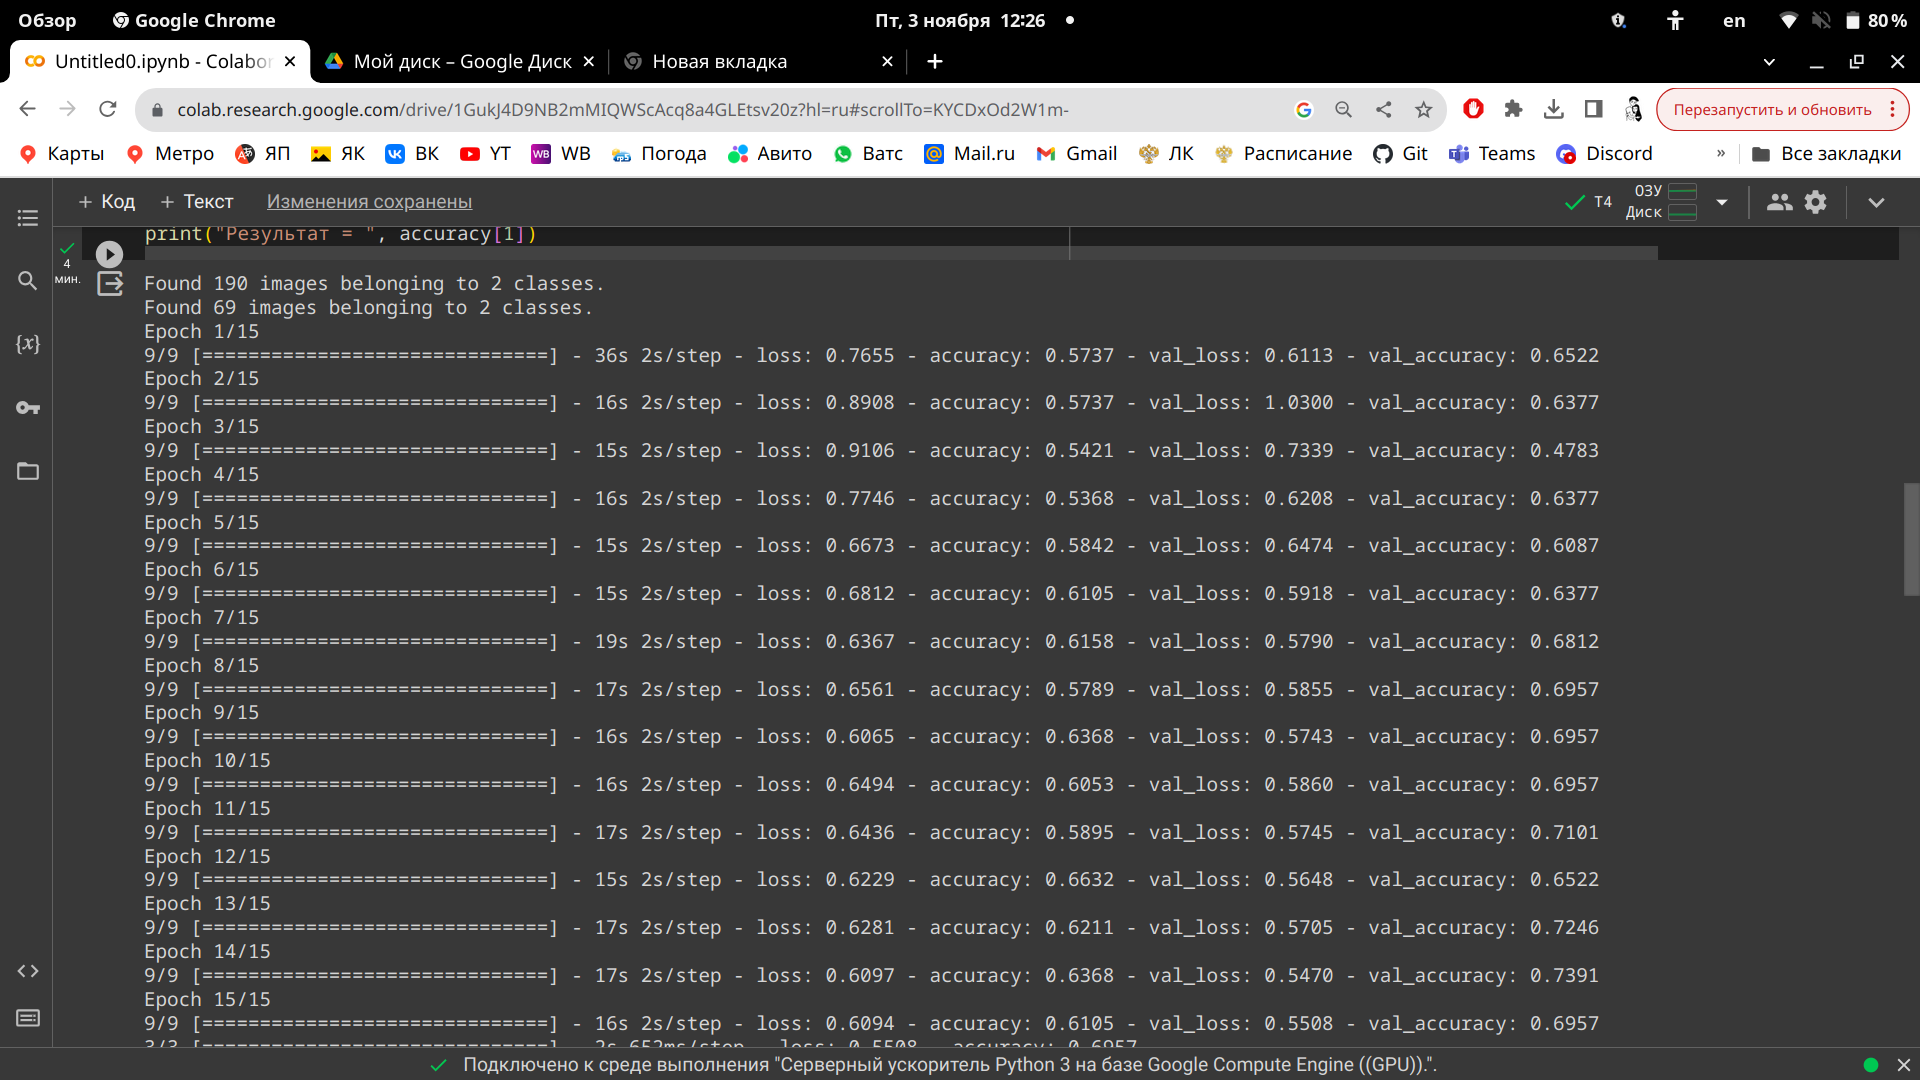 Обзор Google Chrome Пт, 3 ноября 12:26 en 80 %
Untitled0.ipynb - Colabor Мой диск – Google Диск Новая вкладка
colab.research.google.com/drive/1GukJ4D9NB2mMIQWScAcq8a4GLEtsv20z?hl=ru#scrollTo=KYCDxOd2W1m- Перезапустить и обновить
Карты Метро ЯП ЯК ВК YT WB Погода Авито Ватс Mail.ru Gmail ЛК Расписание Git Teams Discord » Все закладки
+ Код + Текст Изменения сохранены T4 ОЗУ Диск
print("Результат = ", accuracy[1])
4 мин.
Found 190 images belonging to 2 classes.
Found 69 images belonging to 2 classes.
Epoch 1/15
9/9 [==============================] - 36s 2s/step - loss: 0.7655 - accuracy: 0.5737 - val_loss: 0.6113 - val_accuracy: 0.6522
Epoch 2/15
9/9 [==============================] - 16s 2s/step - loss: 0.8908 - accuracy: 0.5737 - val_loss: 1.0300 - val_accuracy: 0.6377
Epoch 3/15
9/9 [==============================] - 15s 2s/step - loss: 0.9106 - accuracy: 0.5421 - val_loss: 0.7339 - val_accuracy: 0.4783
Epoch 4/15
9/9 [==============================] - 16s 2s/step - loss: 0.7746 - accuracy: 0.5368 - val_loss: 0.6208 - val_accuracy: 0.6377
Epoch 5/15
9/9 [==============================] - 15s 2s/step - loss: 0.6673 - accuracy: 0.5842 - val_loss: 0.6474 - val_accuracy: 0.6087
Epoch 6/15
9/9 [==============================] - 15s 2s/step - loss: 0.6812 - accuracy: 0.6105 - val_loss: 0.5918 - val_accuracy: 0.6377
Epoch 7/15
9/9 [==============================] - 19s 2s/step - loss: 0.6367 - accuracy: 0.6158 - val_loss: 0.5790 - val_accuracy: 0.6812
Epoch 8/15
9/9 [==============================] - 17s 2s/step - loss: 0.6561 - accuracy: 0.5789 - val_loss: 0.5855 - val_accuracy: 0.6957
Epoch 9/15
9/9 [==============================] - 16s 2s/step - loss: 0.6065 - accuracy: 0.6368 - val_loss: 0.5743 - val_accuracy: 0.6957
Epoch 10/15
9/9 [==============================] - 16s 2s/step - loss: 0.6494 - accuracy: 0.6053 - val_loss: 0.5860 - val_accuracy: 0.6957
Epoch 11/15
9/9 [==============================] - 17s 2s/step - loss: 0.6436 - accuracy: 0.5895 - val_loss: 0.5745 - val_accuracy: 0.7101
Epoch 12/15
9/9 [==============================] - 15s 2s/step - loss: 0.6229 - accuracy: 0.6632 - val_loss: 0.5648 - val_accuracy: 0.6522
Epoch 13/15
9/9 [==============================] - 17s 2s/step - loss: 0.6281 - accuracy: 0.6211 - val_loss: 0.5705 - val_accuracy: 0.7246
Epoch 14/15
9/9 [==============================] - 17s 2s/step - loss: 0.6097 - accuracy: 0.6368 - val_loss: 0.5470 - val_accuracy: 0.7391
Epoch 15/15
9/9 [==============================] - 16s 2s/step - loss: 0.6094 - accuracy: 0.6105 - val_loss: 0.5508 - val_accuracy: 0.6957
3/3 [==============================] - 2s 652ms/step - loss: 0.5508 - accuracy: 0.6957
Подключено к среде выполнения "Серверный ускоритель Python 3 на базе Google Compute Engine ((GPU)).".